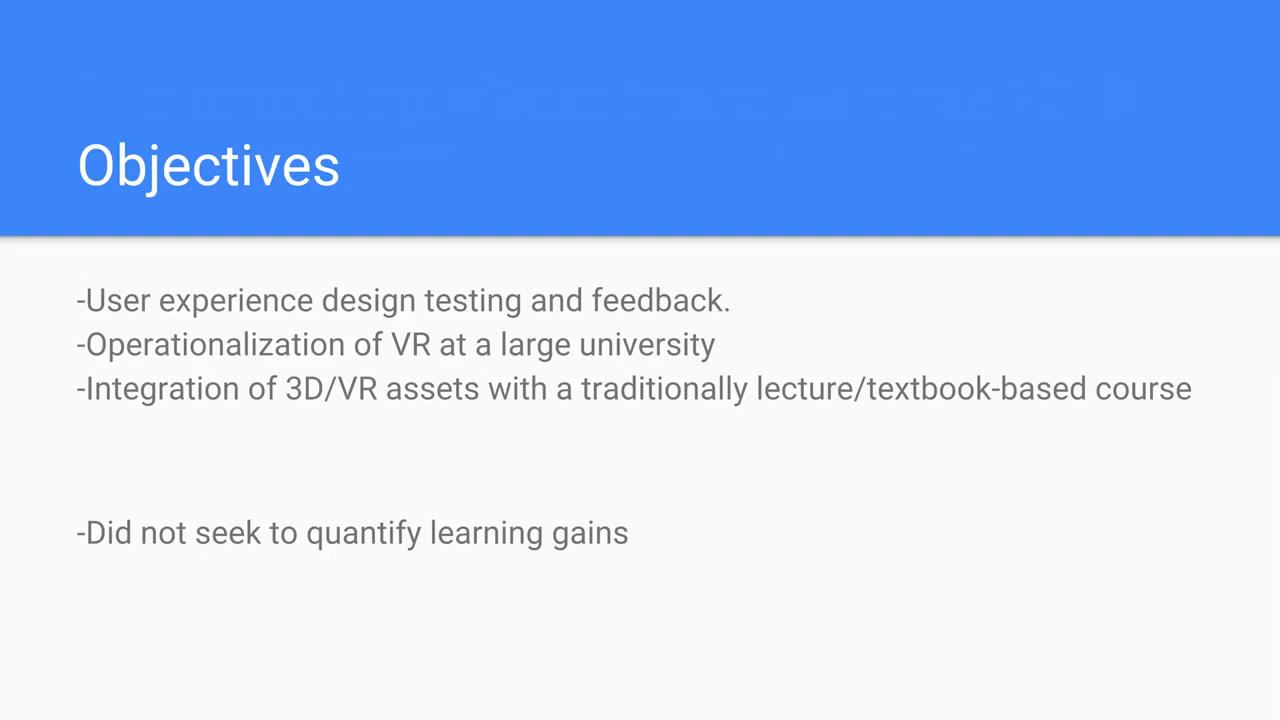 Objectives
-User experience design testing and feedback.
-Operationalization of VR at a large university
-Integration of 3D/VR assets with a traditionally lecture/textbook-based course
-Did not seek to quantify learning gains